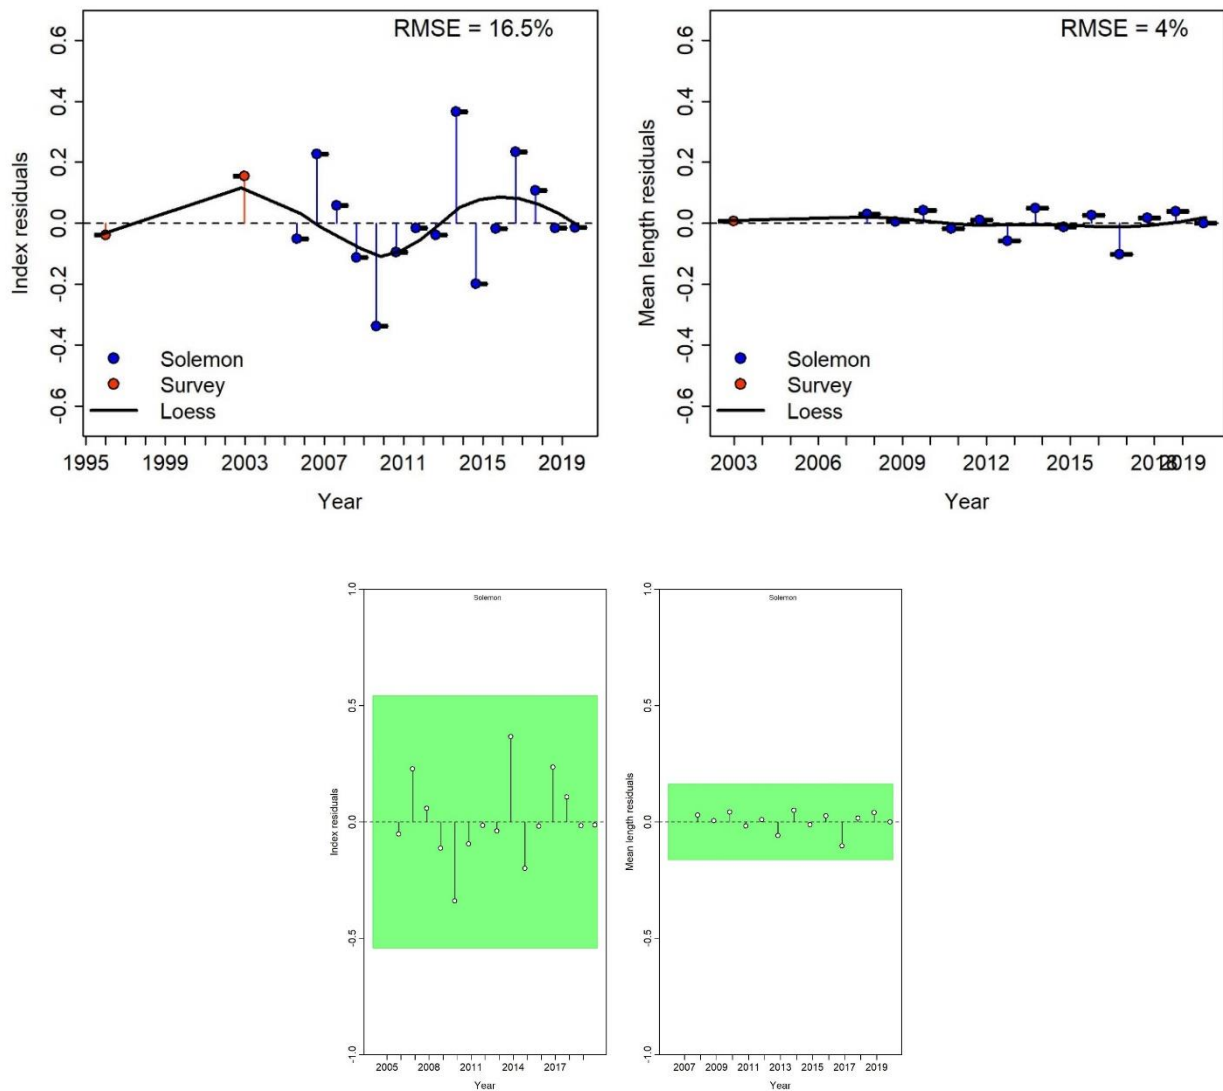 RMSE = 16.5%
Index residuals
0.6
0.4
0.2
0.0
-0.2
-0.4
-0.6
Solemon
Survey
Loess
1995 1999 2003 2007 2011 2015 2019
Year
RMSE = 4%
Mean length residuals
0.6
0.4
0.2
0.0
-0.2
-0.4
-0.6
Solemon
Survey
Loess
2003 2006 2009 2012 2015 2018 2019
Year
Solemon
Index residuals
1.0
0.5
0.0
-0.5
-1.0
2005 2008 2011 2014 2017
Year
Solemon
Mean length residuals
1.0
0.5
0.0
-0.5
-1.0
2007 2009 2011 2013 2015 2017 2019
Year